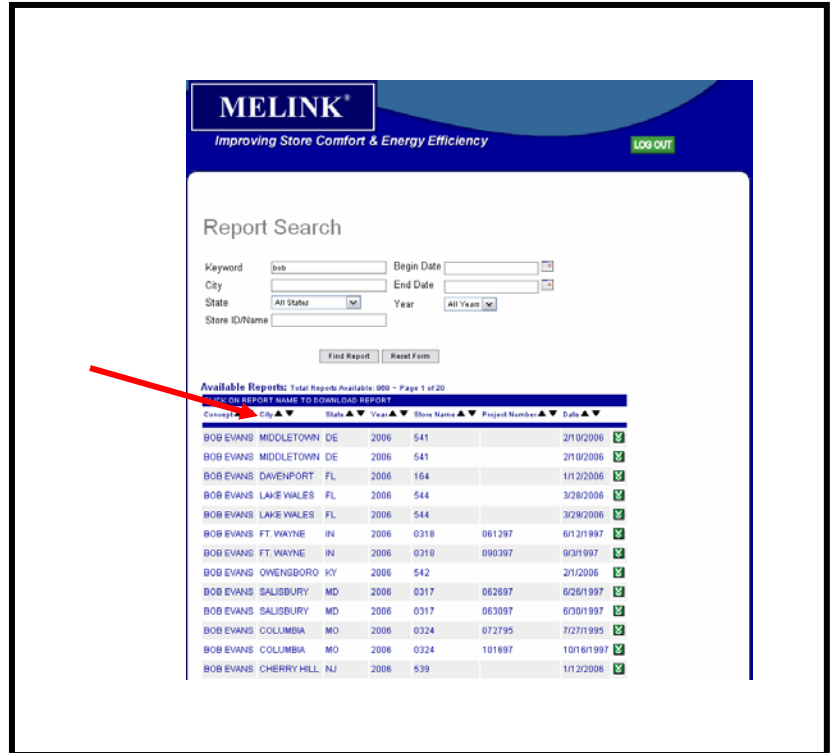 MELINK®
Improving Store Comfort & Energy Efficiency
LOG OUT
Report Search
Keyword bob Begin Date
City End Date
State All States Year All Years
Store ID/Name
Find Report Reset Form
Available Reports: Total Reports Available: 969 - Page 1 of 20
CLICK ON REPORT NAME TO DOWNLOAD REPORT
Concept ▲ ▼ City ▲ ▼ State ▲ ▼ Year ▲ ▼ Store Name ▲ ▼ Project Number ▲ ▼ Date ▲ ▼
BOB EVANS MIDDLETOWN DE 2006 541 2/10/2006
BOB EVANS MIDDLETOWN DE 2006 541 2/10/2006
BOB EVANS DAVENPORT FL 2006 164 1/12/2006
BOB EVANS LAKE WALES FL 2006 544 3/28/2006
BOB EVANS LAKE WALES FL 2006 544 3/29/2006
BOB EVANS FT. WAYNE IN 2006 0318 061297 6/12/1997
BOB EVANS FT. WAYNE IN 2006 0318 090397 9/3/1997
BOB EVANS OWENSBORO KY 2006 542 2/1/2006
BOB EVANS SALISBURY MD 2006 0317 062697 6/26/1997
BOB EVANS SALISBURY MD 2006 0317 063097 6/30/1997
BOB EVANS COLUMBIA MO 2006 0324 072795 7/27/1995
BOB EVANS COLUMBIA MO 2006 0324 101697 10/16/1997
BOB EVANS CHERRY HILL NJ 2006 539 1/12/2006